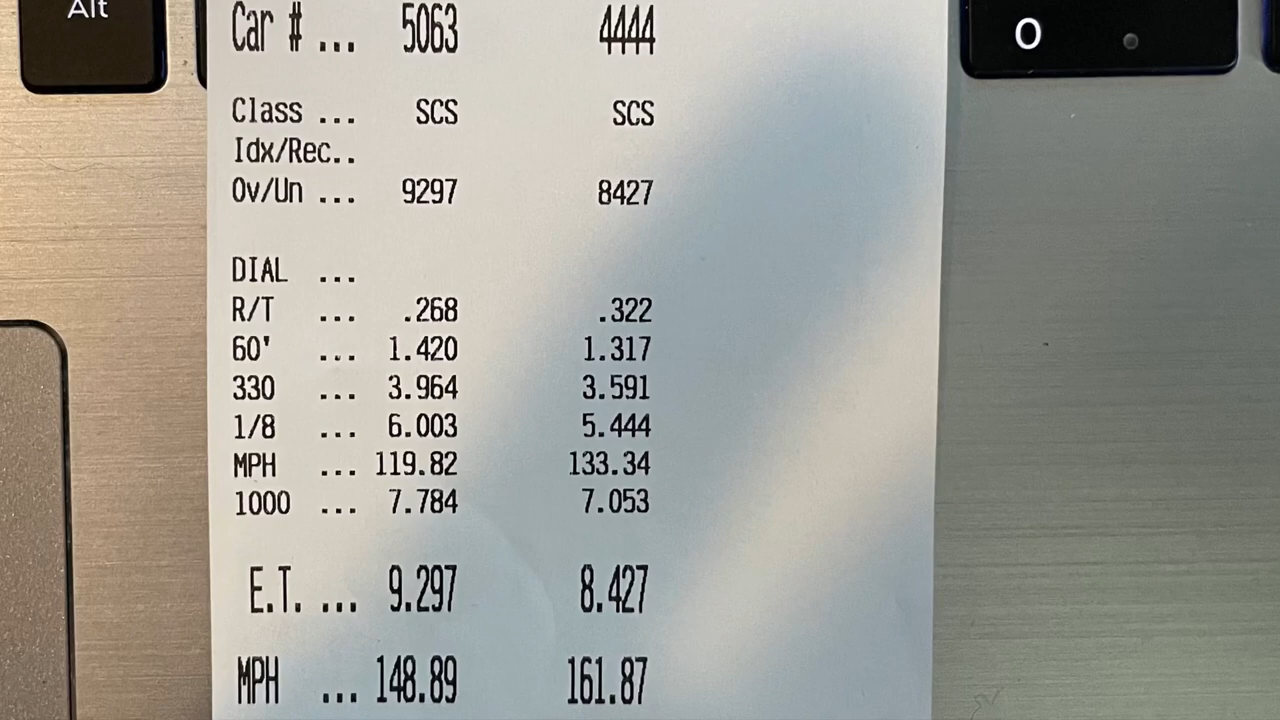 Alt
O
Car # ... 5063 4444
Class ... SCS SCS
Idx/Rec..
Ov/Un ... 9297 8427
DIAL ...
R/T ... .268 .322
60' ... 1.420 1.317
330 ... 3.964 3.591
1/8 ... 6.003 5.444
MPH ... 119.82 133.34
1000 ... 7.784 7.053
E.T. ... 9.297 8.427
MPH ... 148.89 161.87